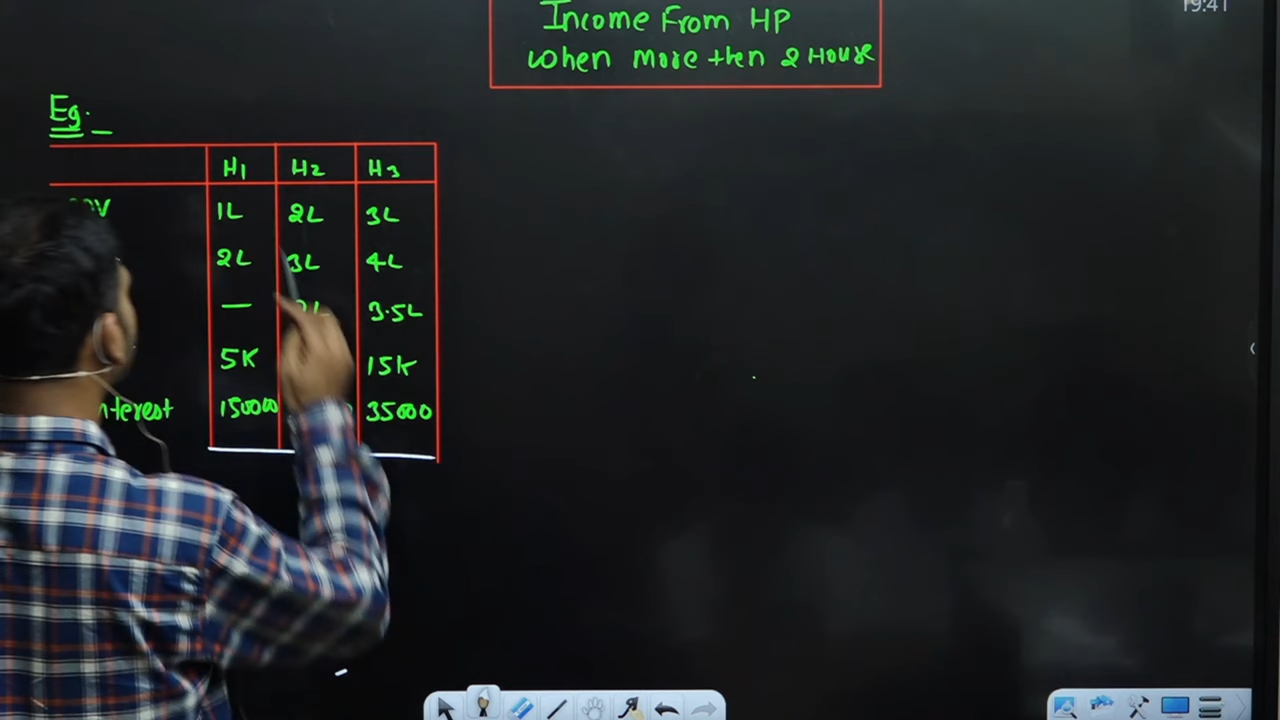 19:41
Income From HP
When More then 2 House
Eg.
H1 H2 H3
1L 2L 3L
2L 3L 4L
— 3.5L
5K 15K
150000 35000